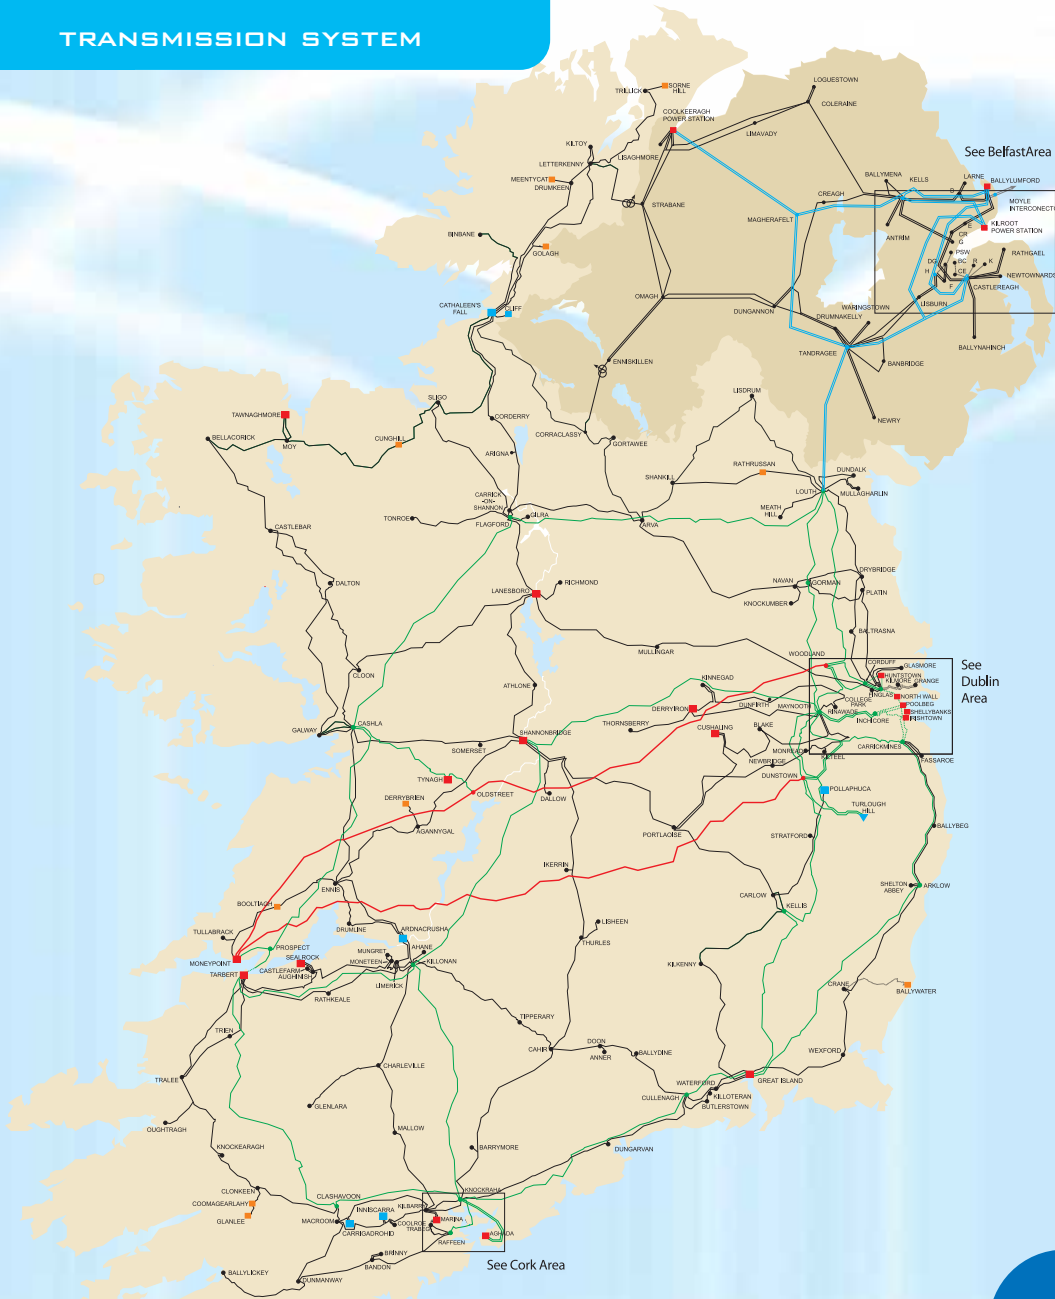 TRANSMISSION SYSTEM
LOGUESTOWN
SORNE
HILL
TRILLICK
COLERAINE
COOLKEERAGH
POWER STATION
LIMAVADY
KILTOY
LISAGHMORE
See BelfastArea
LETTERKENNY
MEENTYCAT
DRUMKEEN
BALLYMENA
KELLS
LARNE
BALLYLUMFORD
CREAGH
STRABANE
MOYLE
INTERCONECTO
MAGHERAFELT
KILROOT
POWER STATION
BINBANE
ANTRIM
E
CR
G
GOLAGH
PSW
RATHGAEL
DG
BC
R
K
H
CE
NEWTOWNARDS
F
CASTLEREAGH
OMAGH
LISBURN
CATHALEEN'S
FALL
CLIFF
DUNGANNON
WARINGSTOWN
DRUMNAKELLY
BALLYNAHINCH
TANDRAGEE
ENNISKILLEN
BANBRIDGE
LISDRUM
SLIGO
TAWNAGHMORE
CORDERRY
NEWRY
BELLACORICK
MOY
CUNGHILL
CORRACLASSY
GORTAWEE
ARIGNA
RATHRUSSAN
DUNDALK
SHANKILL
LOUTH
MULLAGHARLIN
CARRICK
-ON-
SHANNON
MEATH
HILL
TONROE
GILRA
FLAGFORD
ARVA
CASTLEBAR
DRYBRIDGE
DALTON
RICHMOND
NAVAN
GORMAN
LANESBORO
PLATIN
KNOCKUMBER
BALTRASNA
MULLINGAR
WOODLAND
See
Dublin
Area
CORDUFF
GLASMORE
HUNTSTOWN
KILMORE
GRANGE
CLOON
KINNEGAD
ATHLONE
FINGLAS
NORTH WALL
COLLEGE
PARK
POOLBEG
DUNFIRTH
MAYNOOTH
RINAWADE
SHELLYBANKS
IRISHTOWN
DERRYIRON
INCHICORE
CASHLA
THORNSBERRY
CUSHALING
BLAKE
GALWAY
SHANNONBRIDGE
SOMERSET
MONREAD
KILTEEL
CARRICKMINES
NEWBRIDGE
FASSAROE
TYNAGH
DUNSTOWN
OLDSTREET
DERRYBRIEN
DALLOW
POLLAPHUCA
TURLOUGH
HILL
AGANNYGAL
PORTLAOISE
STRATFORD
BALLYBEG
IKERRIN
ENNIS
SHELTON
ABBEY
ARKLOW
CARLOW
KELLIS
BOOLTIAGH
LISHEEN
DRUMLINE
ARDNACRUSHA
TULLABRACK
THURLES
PROSPECT
AHANE
MUNGRET
MONETEEN
KILLONAN
MONEYPOINT
SEALROCK
KILKENNY
TARBERT
CASTLEFARM
AUGHINISH
CRANE
BALLYWATER
LIMERICK
RATHKEALE
TIPPERARY
TRIEN
DOON
CAHIR
ANNER
BALLYDINE
WEXFORD
CHARLEVILLE
TRALEE
WATERFORD
GREAT ISLAND
CULLENAGH
KILLOTERAN
BUTLERSTOWN
GLENLARA
OUGHTRAGH
MALLOW
KNOCKEARAGH
BARRYMORE
DUNGARVAN
CLONKEEN
KNOCKRAHA
CLASHAVOON
COOMAGEARLAHY
INNISCARRA
KILBARRY
GLANLEE
MACROOM
COOLROE
MARINA
TRABEG
CARRIGADROHID
AGHADA
RAFFEEN
BRINNY
BANDON
See Cork Area
BALLYLICKEY
DUNMANWAY